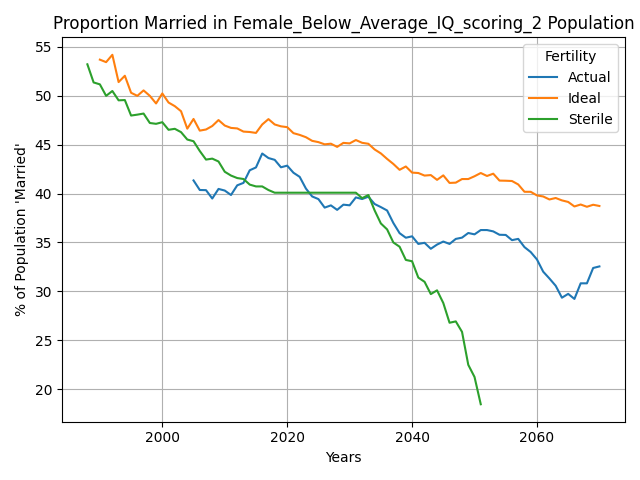 Proportion Married in Female_Below_Average_IQ_scoring_2 Population
Fertility
Actual
Ideal
Sterile
% of Population 'Married'
55
50
45
40
35
30
25
20
2000
2020
2040
2060
Years